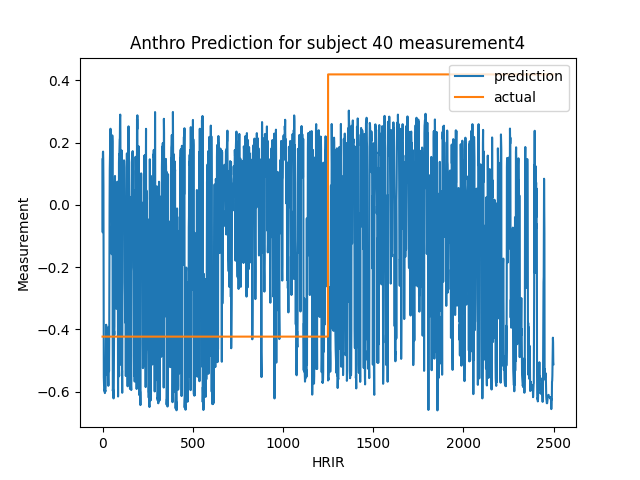 Anthro Prediction for subject 40 measurement4
prediction
actual
Measurement
0.4
0.2
0.0
−0.2
−0.4
−0.6
0
500
1000
1500
2000
2500
HRIR